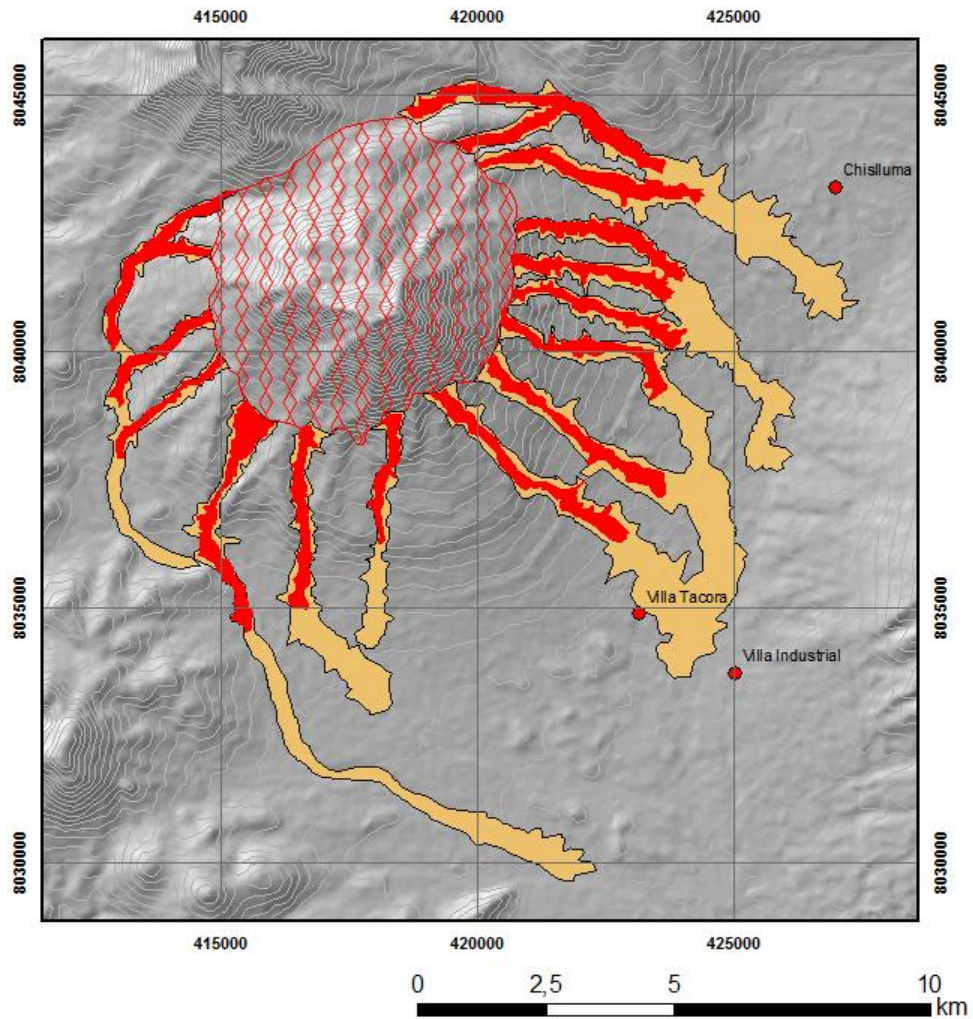 415000 420000 425000
8045000 8045000
Chislluma
8040000 8040000
Villa Tacora
8035000 8035000
Villa Industrial
8030000 8030000
415000 420000 425000
0 2,5 5 10
km